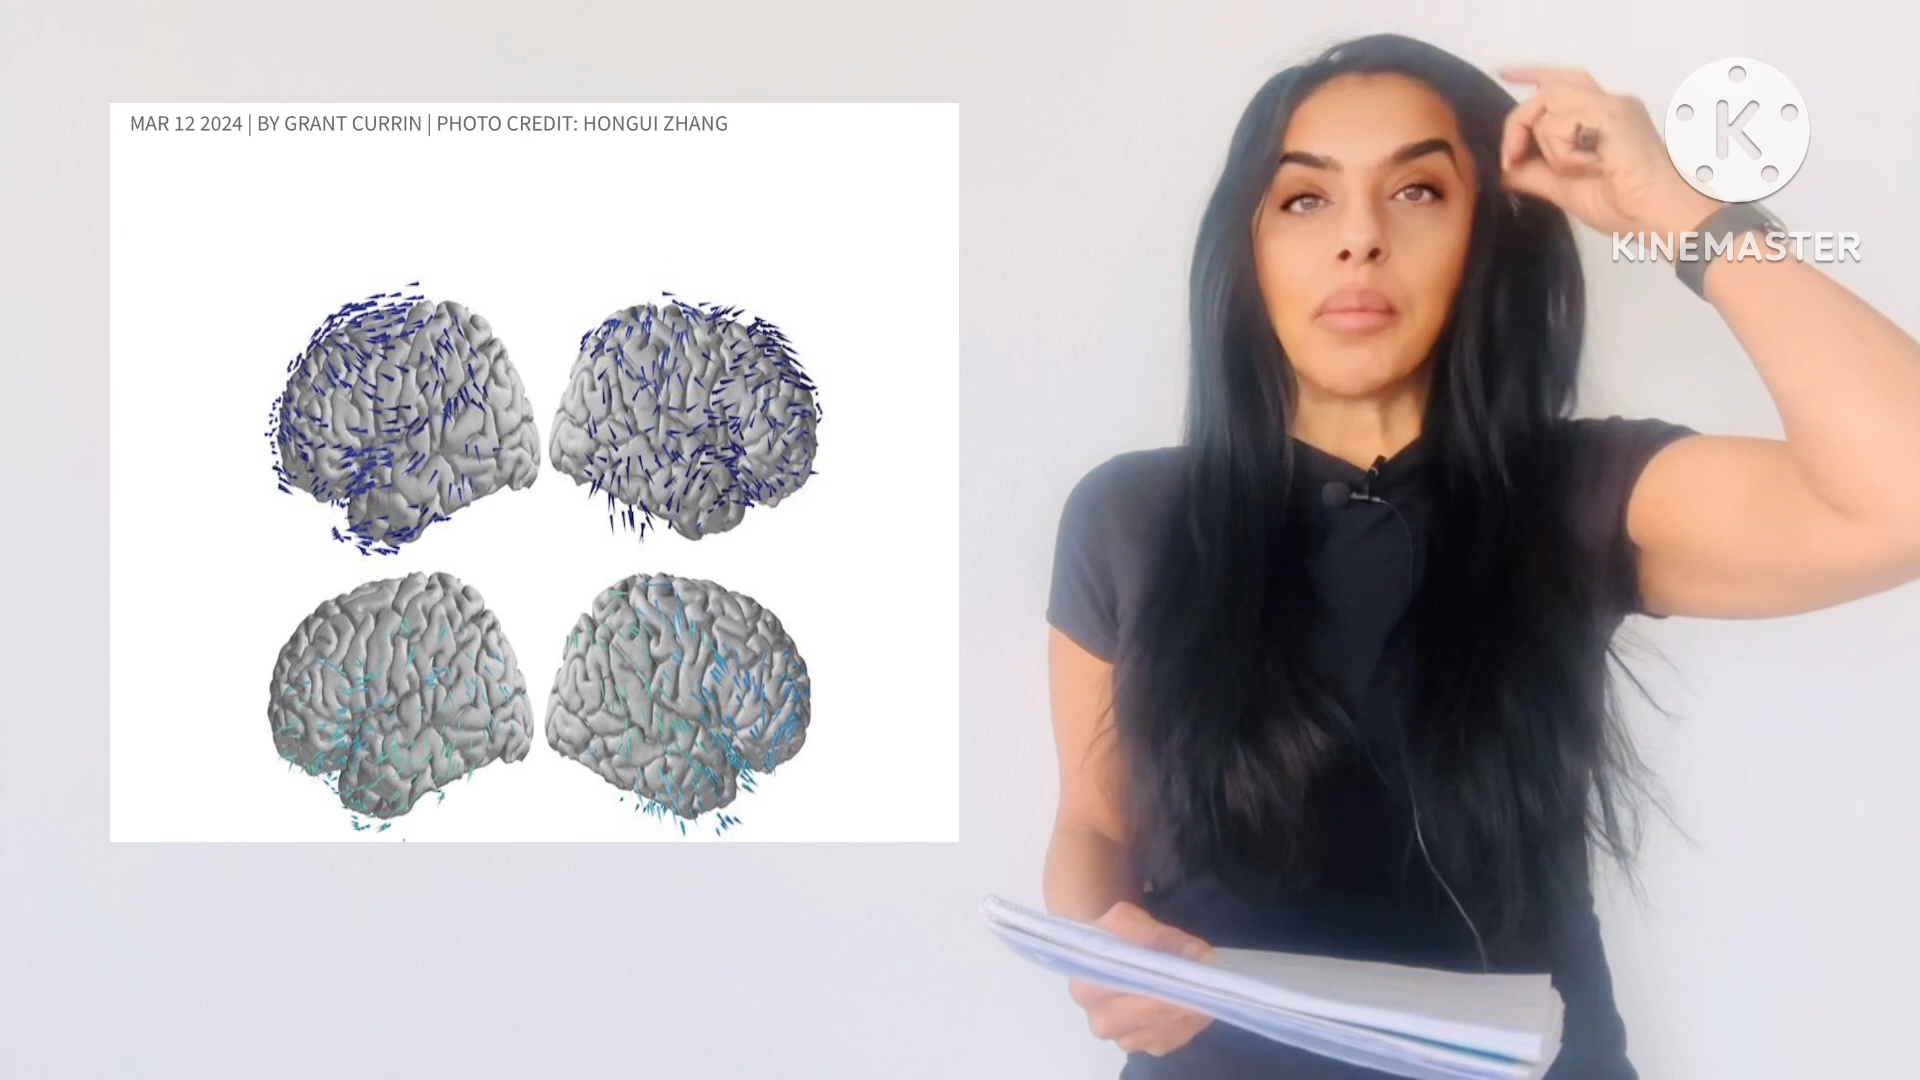 MAR 12 2024 | BY GRANT CURRIN | PHOTO CREDIT: HONGUI ZHANG
K
KINEMASTER